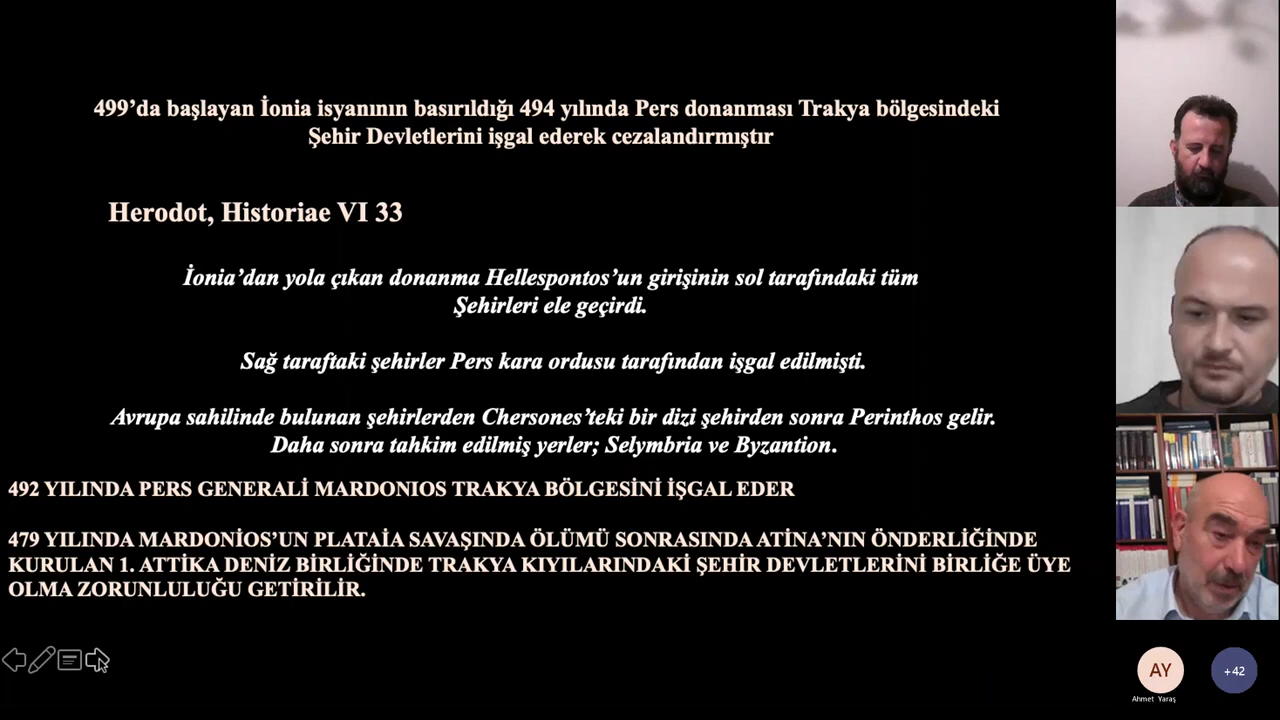 499’da başlayan İonia isyanının basırıldığı 494 yılında Pers donanması Trakya bölgesindeki
Şehir Devletlerini işgal ederek cezalandırmıştır
Herodot, Historiae VI 33
İonia’dan yola çıkan donanma Hellespontos’un girişinin sol tarafındaki tüm
Şehirleri ele geçirdi.
Sağ taraftaki şehirler Pers kara ordusu tarafından işgal edilmişti.
Avrupa sahilinde bulunan şehirlerden Chersones’teki bir dizi şehirden sonra Perinthos gelir.
Daha sonra tahkim edilmiş yerler; Selymbria ve Byzantion.
492 YILINDA PERS GENERALİ MARDONIOS TRAKYA BÖLGESİNİ İŞGAL EDER
479 YILINDA MARDONİOS’UN PLATAİA SAVAŞINDA ÖLÜMÜ SONRASINDA ATİNA’NIN ÖNDERLİĞİNDE
KURULAN 1. ATTİKA DENİZ BİRLİĞİNDE TRAKYA KIYILARINDAKİ ŞEHİR DEVLETLERİNİ BİRLİĞE ÜYE
OLMA ZORUNLULUĞU GETİRİLİR.
AY
+42
Ahmet Yaraş